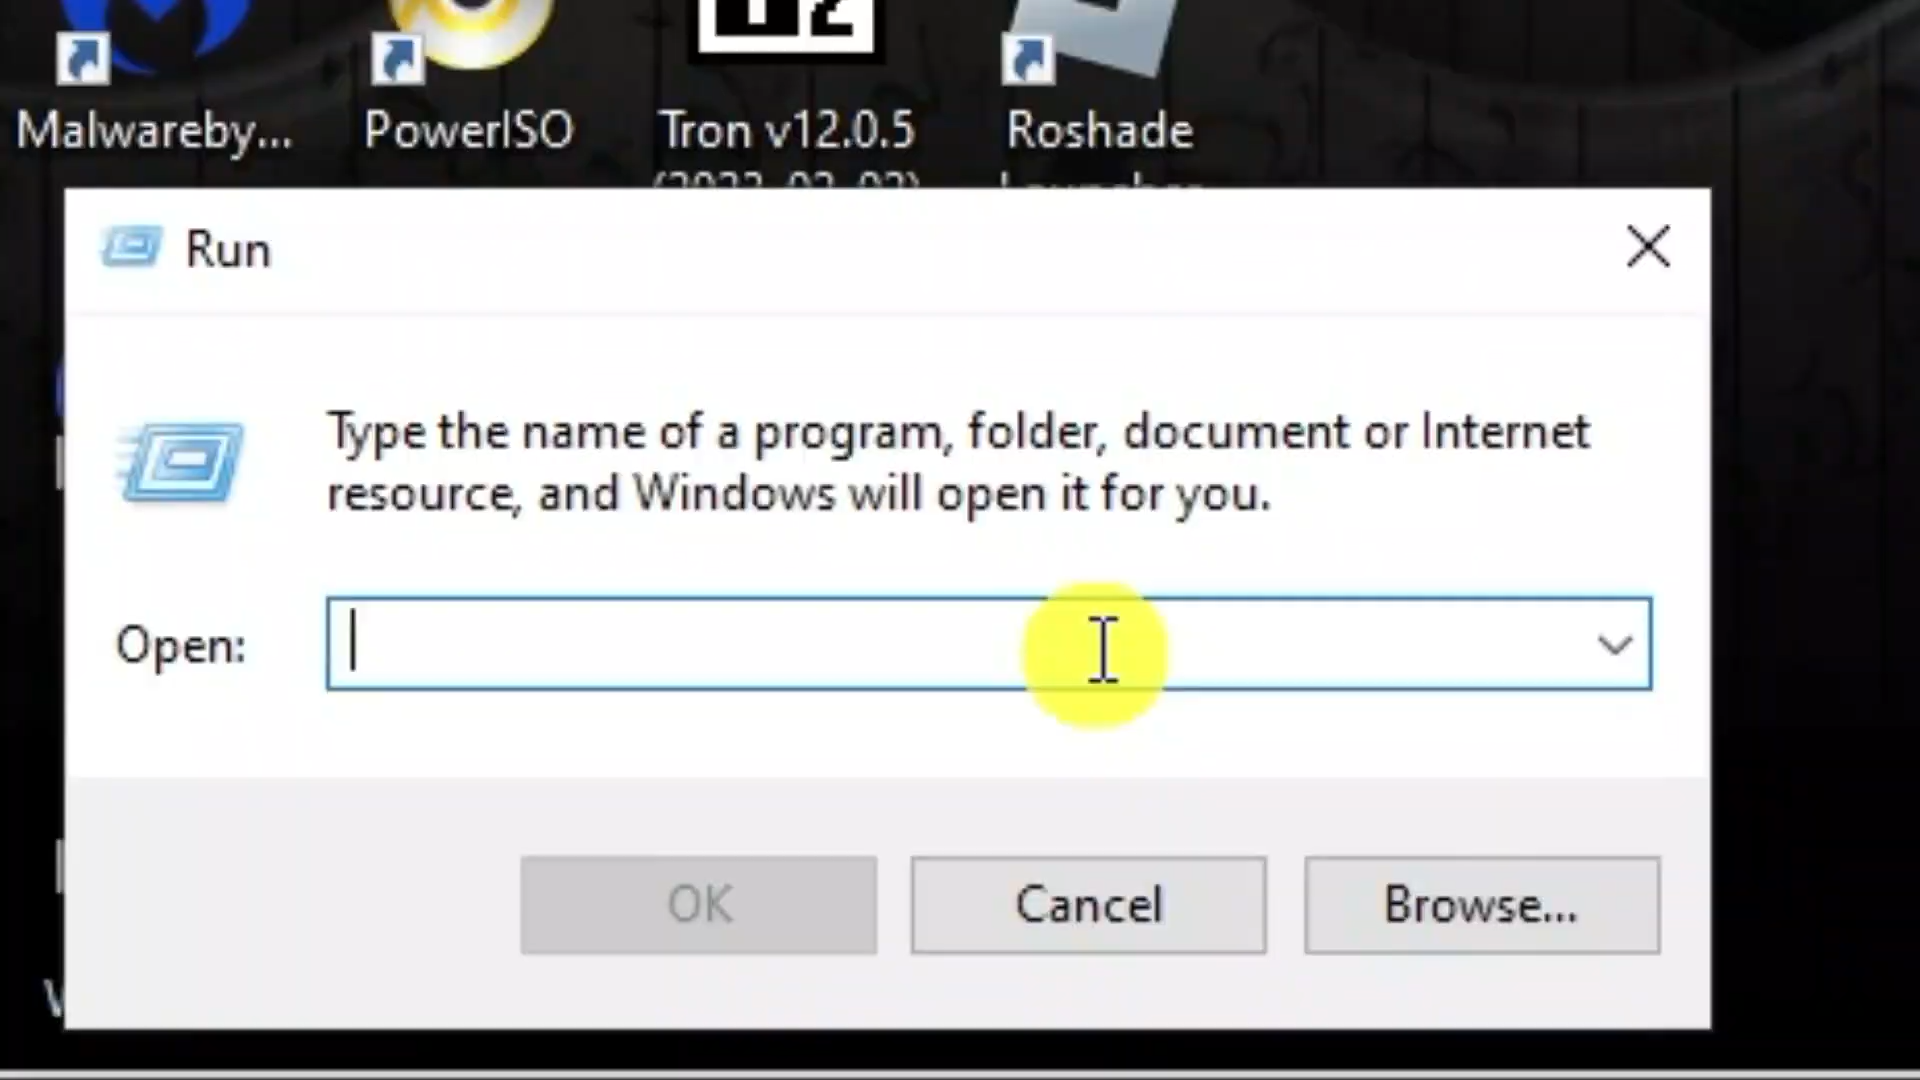 Malwareby...
PowerISO
Tron v12.0.5
Roshade
Run
Type the name of a program, folder, document or Internet
resource, and Windows will open it for you.
Open:
OK
Cancel
Browse...